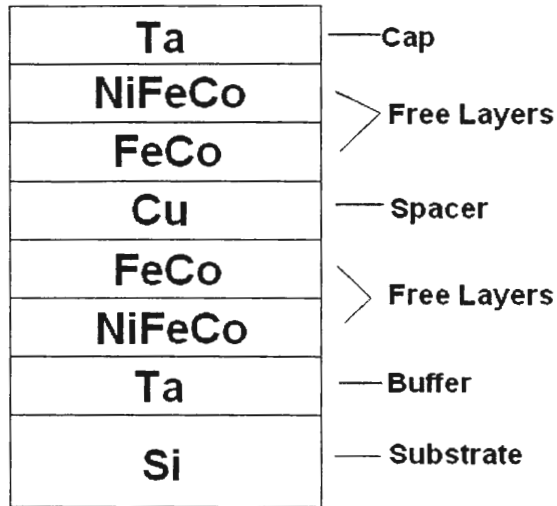 Ta
Cap
NiFeCo
Free Layers
FeCo
Cu
Spacer
FeCo
Free Layers
NiFeCo
Ta
Buffer
Si
Substrate